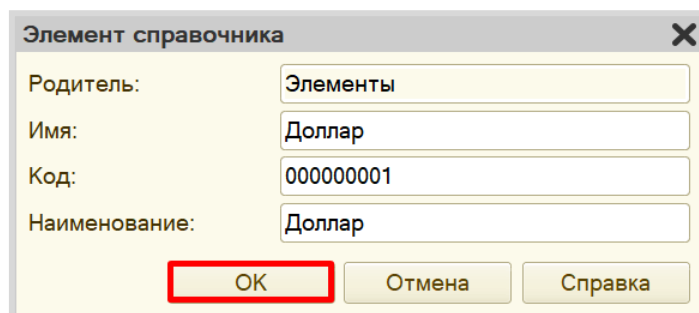 Элемент справочника
Родитель: Элементы
Имя: Доллар
Код: 000000001
Наименование: Доллар
OK Отмена Справка